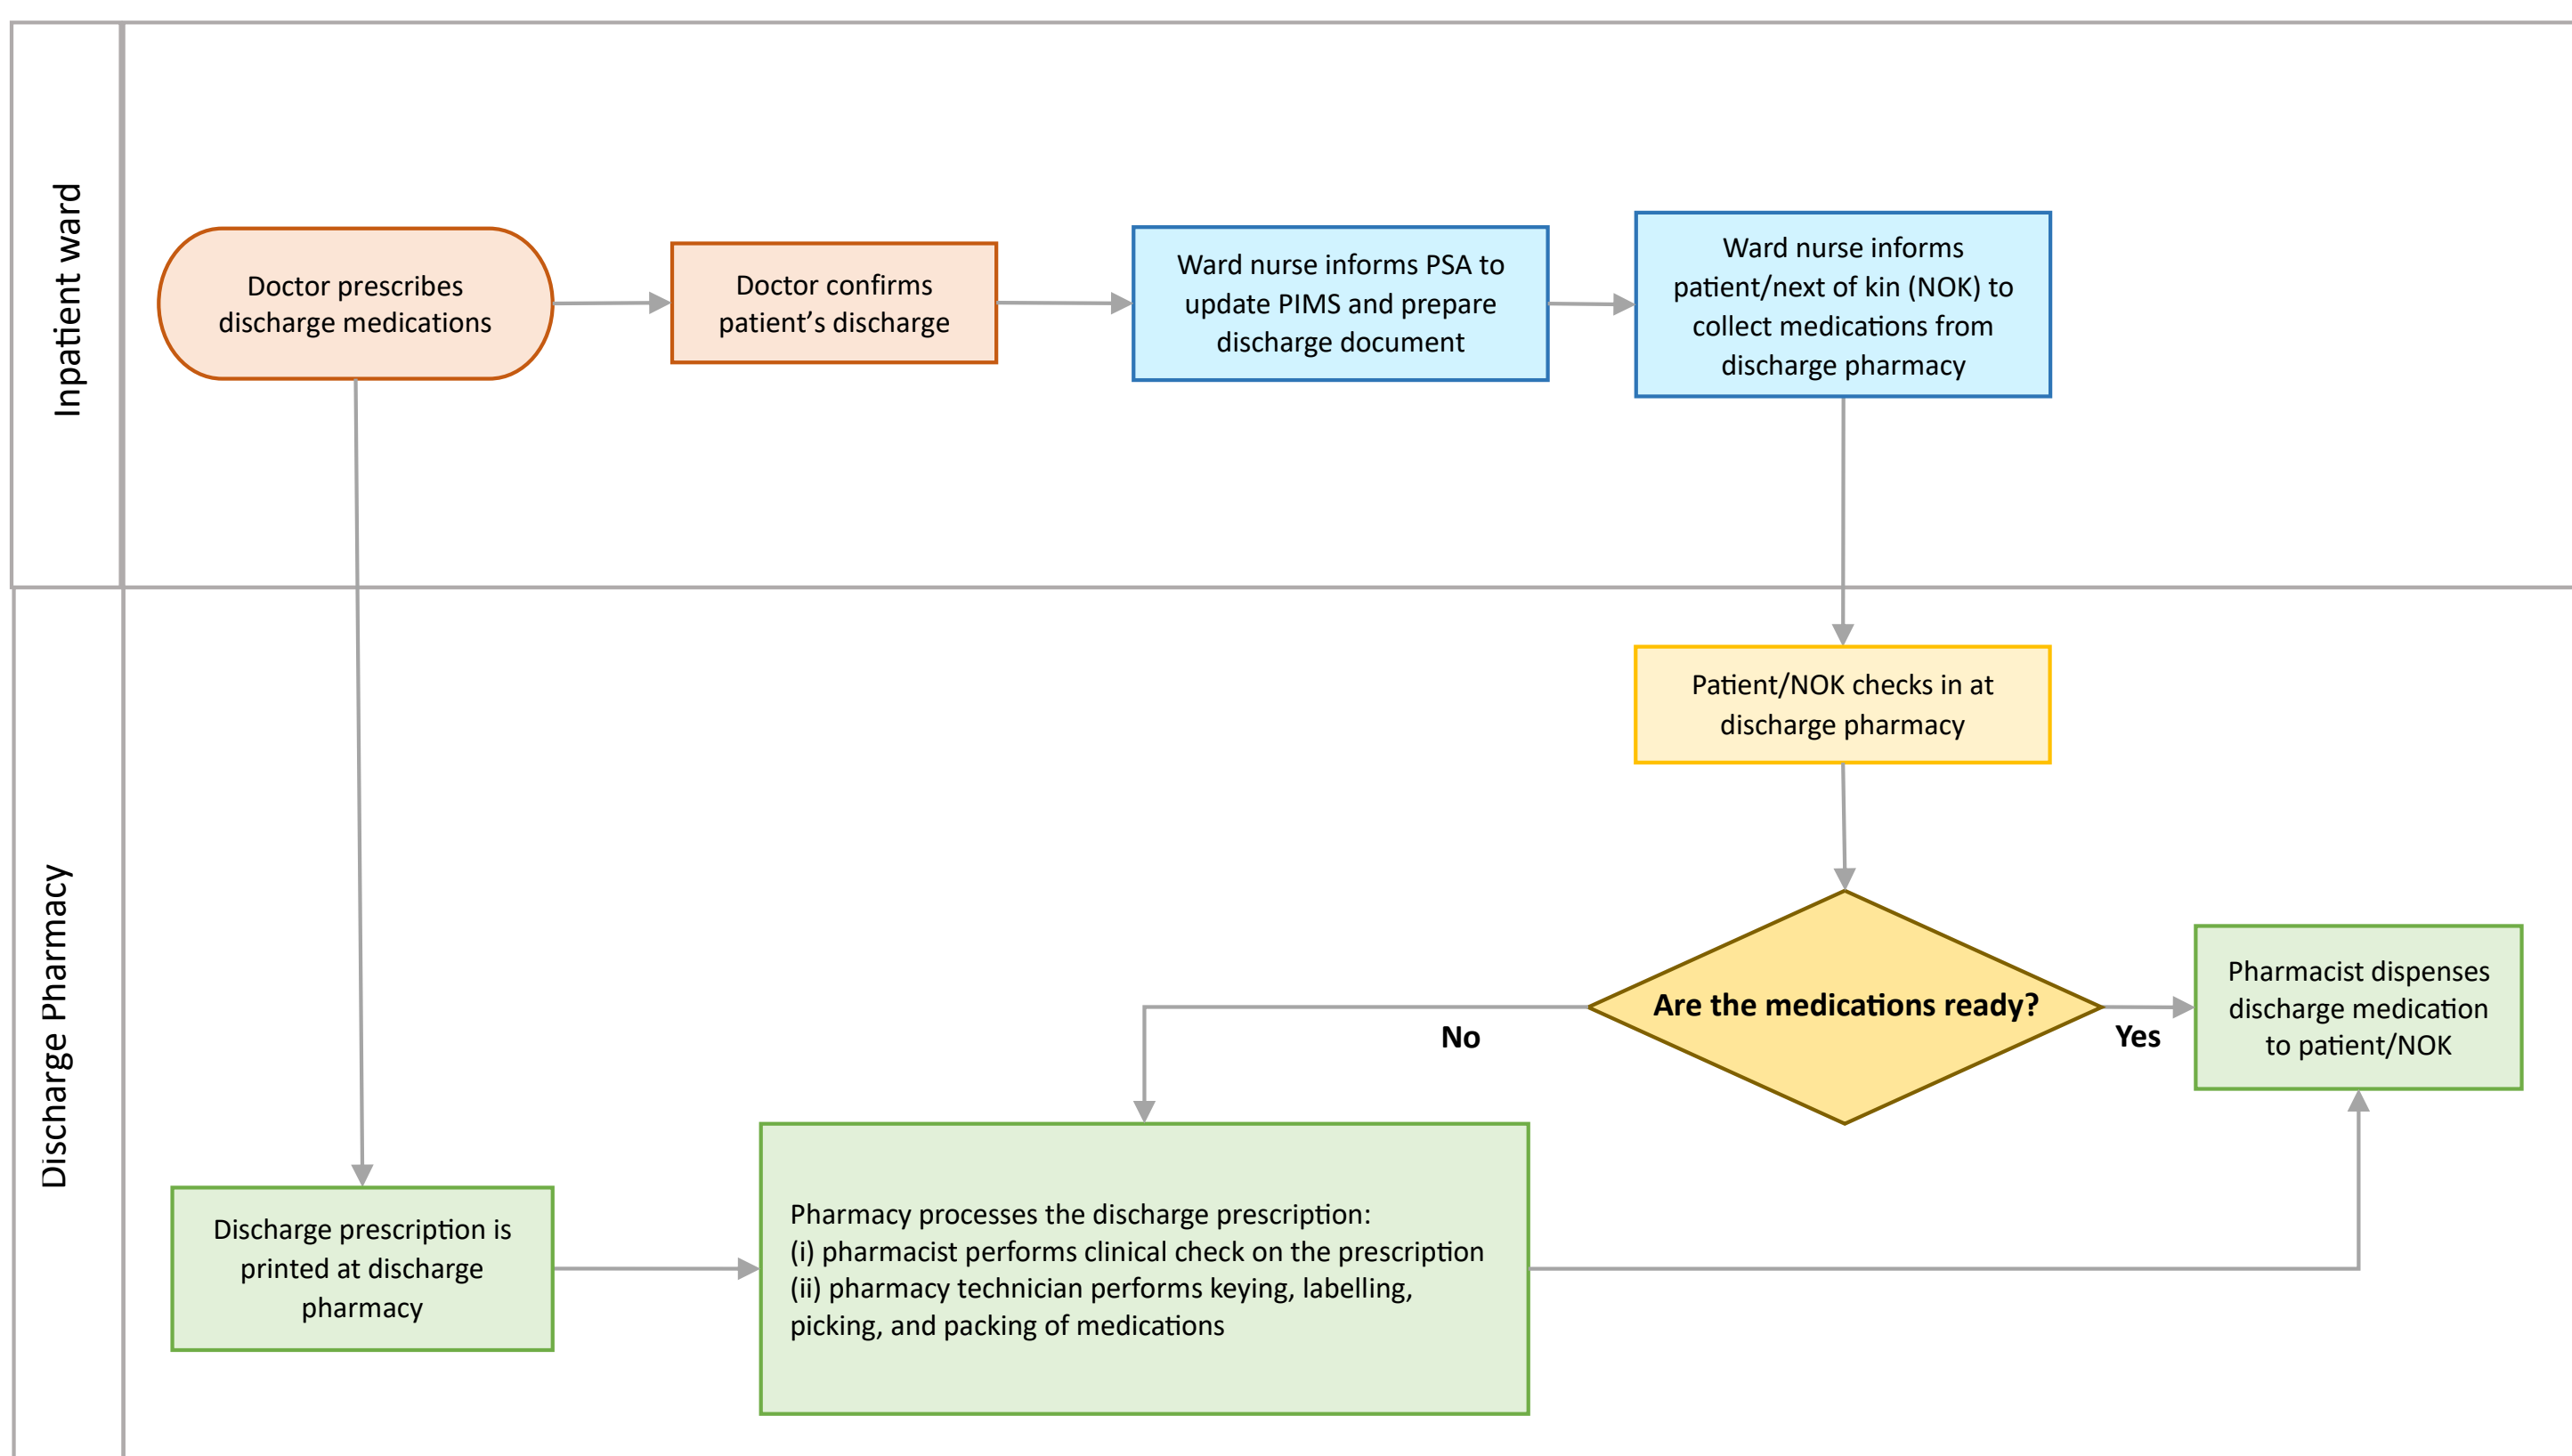 Inpatient ward
Doctor prescribes
discharge medications
Doctor confirms
patient’s discharge
Ward nurse informs PSA to
update PIMS and prepare
discharge document
Ward nurse informs
patient/next of kin (NOK) to
collect medications from
discharge pharmacy
Discharge Pharmacy
Patient/NOK checks in at
discharge pharmacy
Are the medications ready?
No
Yes
Pharmacist dispenses
discharge medication
to patient/NOK
Discharge prescription is
printed at discharge
pharmacy
Pharmacy processes the discharge prescription:
(i) pharmacist performs clinical check on the prescription
(ii) pharmacy technician performs keying, labelling,
picking, and packing of medications